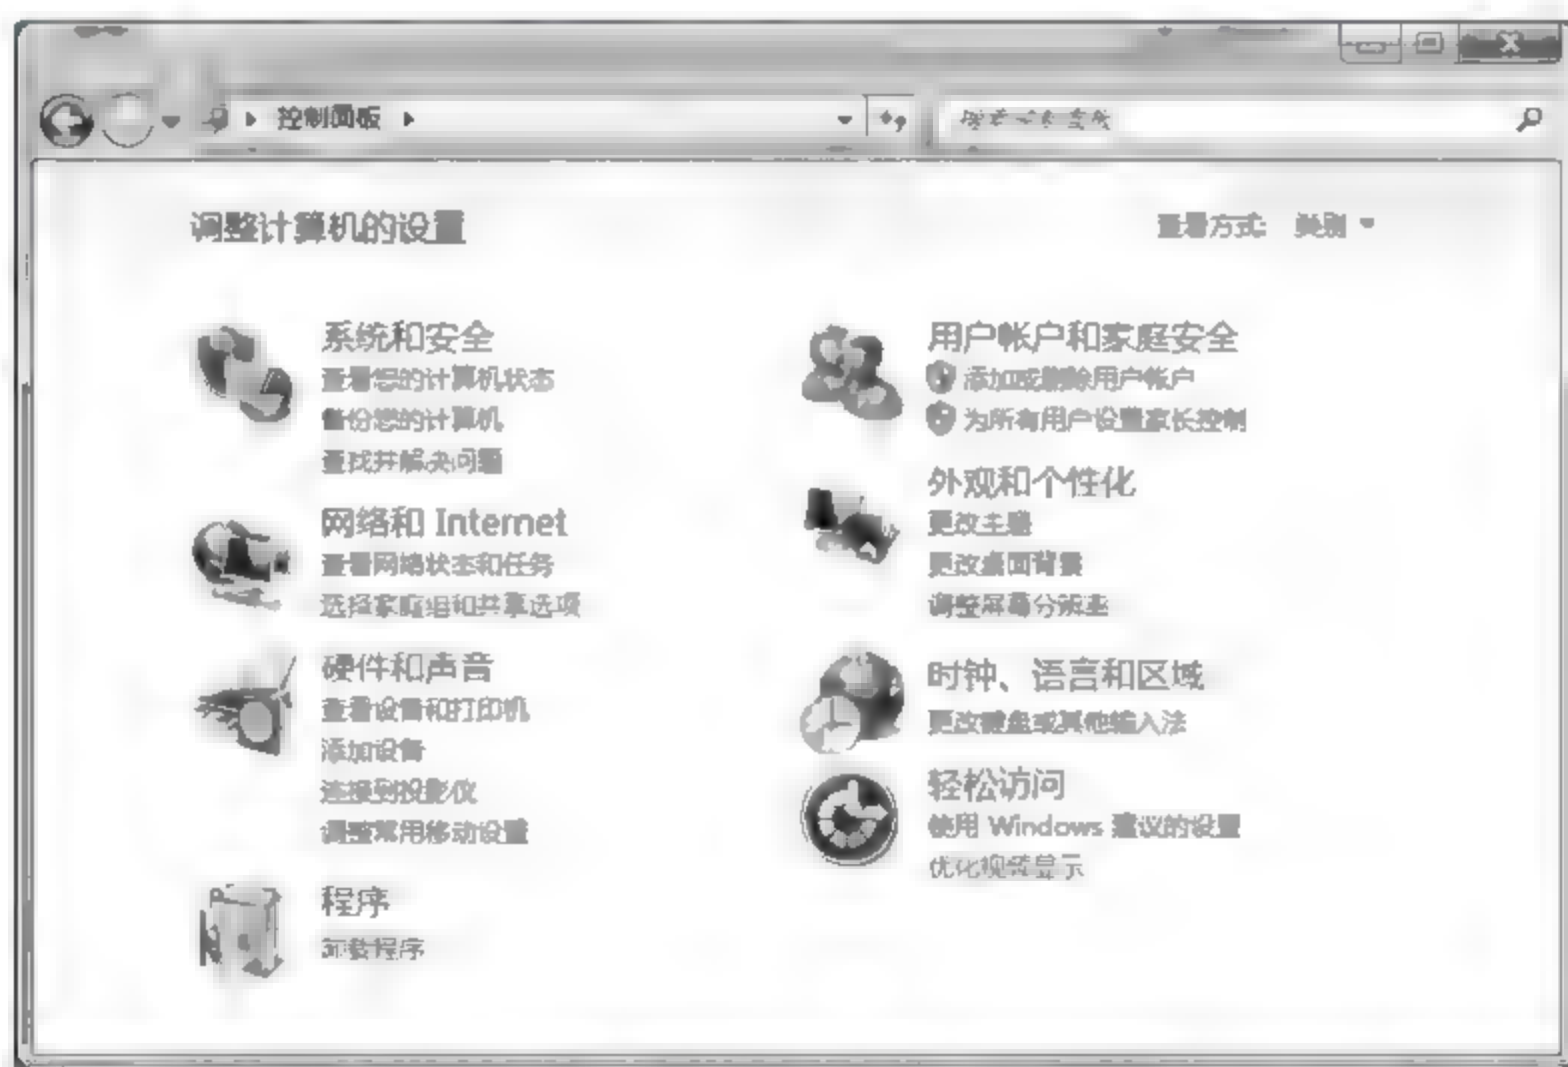 控制面板
调整计算机的设置
查看方式: 类别
系统和安全
查看您的计算机状态
备份您的计算机
查找并解决问题
网络和 Internet
查看网络状态和任务
选择家庭组和共享选项
硬件和声音
查看设备和打印机
添加设备
连接到投影仪
调整常用移动设置
程序
卸载程序
用户帐户和家庭安全
添加或删除用户帐户
为所有用户设置家长控制
外观和个性化
更改主题
更改桌面背景
调整屏幕分辨率
时钟、语言和区域
更改键盘或其他输入法
轻松访问
使用 Windows 建议的设置
优化视频显示